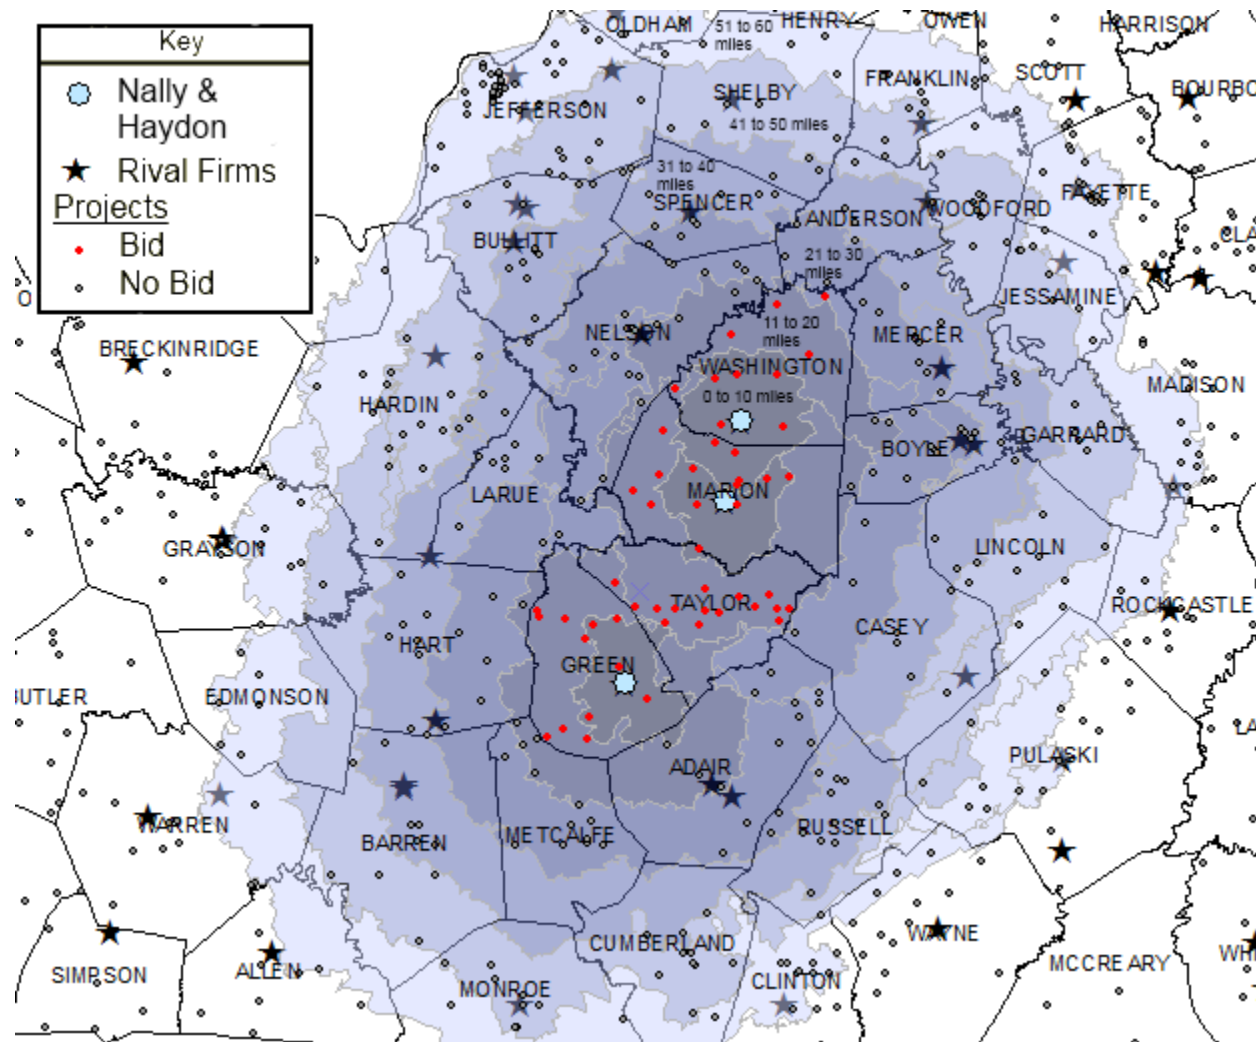 Key
Nally &
Haydon
Rival Firms
Projects
Bid
No Bid
OLDHAM
51 to 60
miles
HENRY
OWEN
HARRISON
SCOTT
FRANKLIN
SHELBY
JEFFERSON
41 to 50 miles
31 to 40
miles
SPENCER
ANDERSON
WOODFORD
FAYETTE
BOURBO
CLA
BULLITT
21 to 30
miles
JESSAMINE
O
NELSON
11 to 20
miles
MERCER
BRECKINRIDGE
WASHINGTON
MADISON
HARDIN
0 to 10 miles
GARRARD
BOYLE
LARUE
MARION
GRAYSON
LINCOLN
TAYLOR
ROCKCASTLE
CASEY
HART
GREEN
BUTLER
EDMONSON
LA
PULASKI
ADAIR
WARREN
METCALFE
RUSSELL
BARREN
CUMBERLAND
WAYNE
WHI
SIMPSON
ALLEN
MONROE
CLINTON
MCCREARY